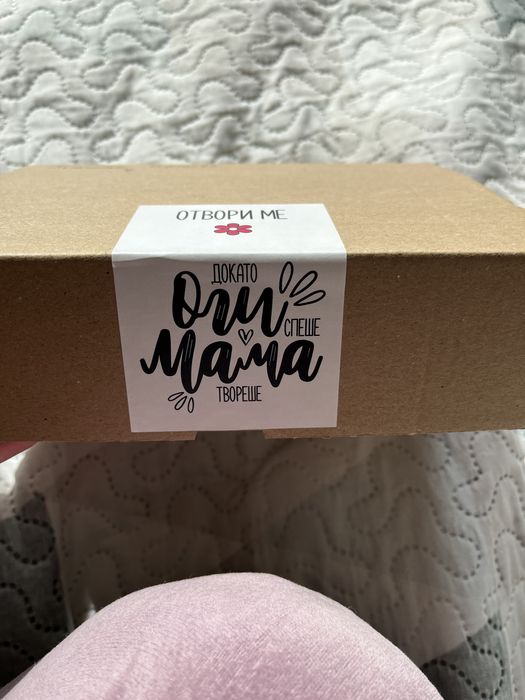 ОТВОРИ МЕ
ДОКАТО
Оги
СПЕШЕ
Мама
ТВОРЕШЕ